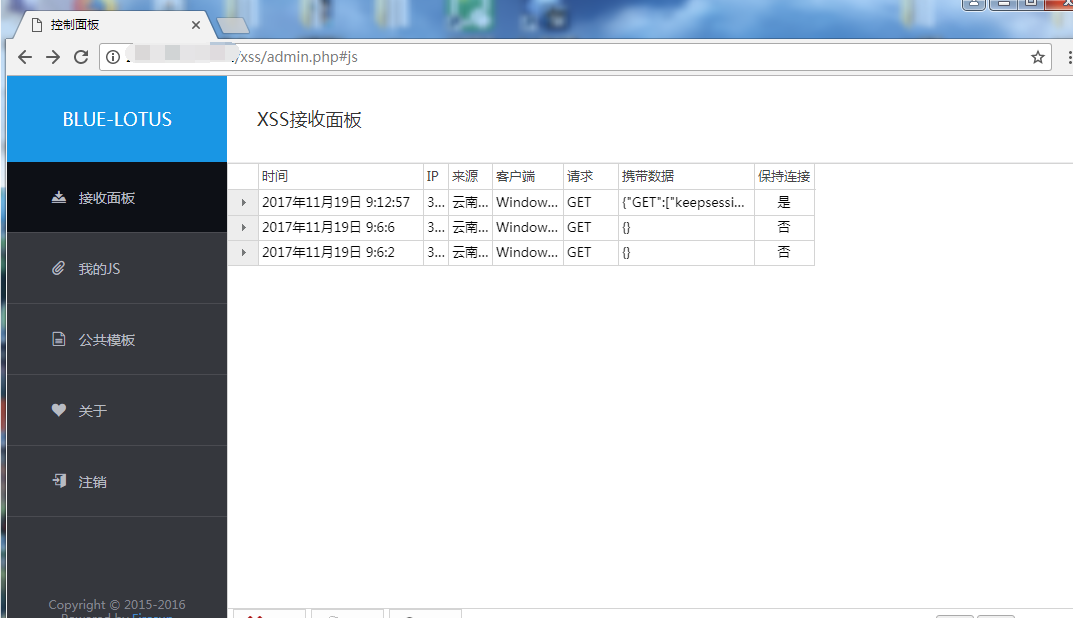 控制面板
/xss/admin.php#js
BLUE-LOTUS
XSS接收面板
接收面板
我的JS
公共模板
关于
注销
时间 IP 来源 客户端 请求 携带数据 保持连接
2017年11月19日 9:12:57 3... 云南... Window... GET {"GET":["keepsessi... 是
2017年11月19日 9:6:6 3... 云南... Window... GET {} 否
2017年11月19日 9:6:2 3... 云南... Window... GET {} 否
Copyright © 2015-2016
Powered by